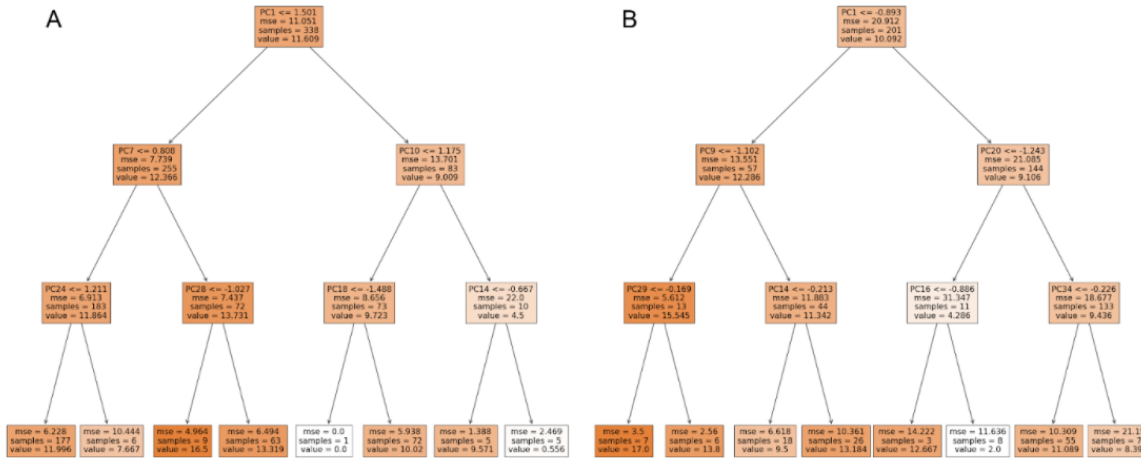 A
PC1 <= 1.501
mse = 11.051
samples = 338
value = 11.609
PC7 <= 0.808
mse = 7.739
samples = 255
value = 12.366
PC10 <= 1.175
mse = 13.701
samples = 83
value = 9.009
PC24 <= 1.211
mse = 6.913
samples = 183
value = 11.864
PC28 <= -1.027
mse = 7.437
samples = 72
value = 13.731
PC18 <= -1.488
mse = 8.656
samples = 73
value = 9.723
PC14 <= -0.667
mse = 22.0
samples = 10
value = 4.5
mse = 6.228
samples = 177
value = 11.996
mse = 10.444
samples = 6
value = 7.667
mse = 4.964
samples = 9
value = 16.5
mse = 6.494
samples = 63
value = 13.319
mse = 0.0
samples = 1
value = 0.0
mse = 5.938
samples = 72
value = 10.02
mse = 1.388
samples = 5
value = 9.571
mse = 2.469
samples = 5
value = 0.556
B
PC1 <= -0.893
mse = 20.912
samples = 201
value = 10.092
PC9 <= -1.102
mse = 13.551
samples = 57
value = 12.286
PC20 <= -1.243
mse = 21.085
samples = 144
value = 9.106
PC29 <= -0.169
mse = 5.612
samples = 13
value = 15.545
PC14 <= -0.213
mse = 11.883
samples = 44
value = 11.342
PC16 <= -0.886
mse = 31.347
samples = 11
value = 4.286
PC34 <= -0.226
mse = 18.677
samples = 133
value = 9.436
mse = 3.5
samples = 7
value = 17.0
mse = 2.56
samples = 6
value = 13.8
mse = 6.618
samples = 18
value = 9.5
mse = 10.361
samples = 26
value = 13.184
mse = 14.222
samples = 3
value = 12.667
mse = 11.636
samples = 8
value = 2.0
mse = 10.309
samples = 55
value = 11.089
mse =
samples =
value =